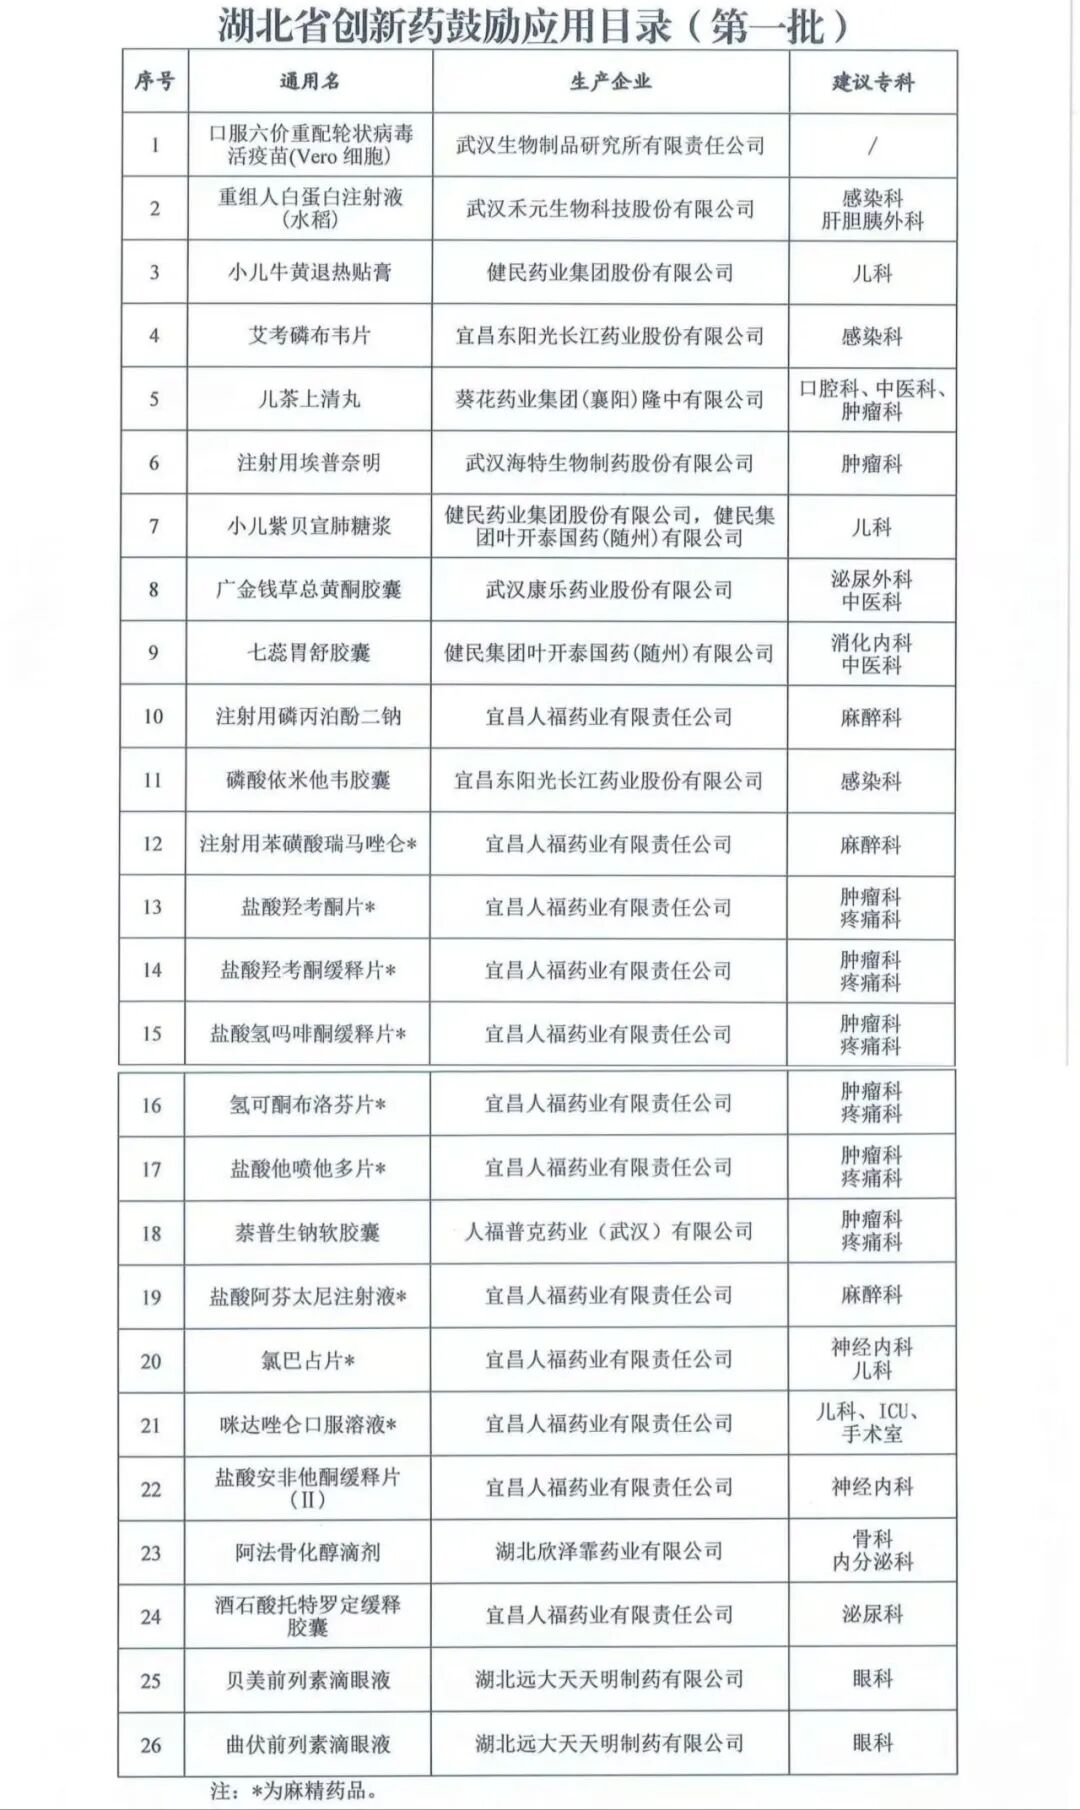 湖北省创新药鼓励应用目录（第一批）
序号 通用名 生产企业 建议专科
1 口服六价重配轮状病毒活疫苗(Vero 细胞) 武汉生物制品研究所有限责任公司 /
2 重组人白蛋白注射液(水稻) 武汉禾元生物科技股份有限公司 感染科 肝胆胰外科
3 小儿牛黄退热贴膏 健民药业集团股份有限公司 儿科
4 艾考磷布韦片 宜昌东阳光长江药业股份有限公司 感染科
5 儿茶上清丸 葵花药业集团(襄阳)隆中有限公司 口腔科、中医科、肿瘤科
6 注射用埃普奈明 武汉海特生物制药股份有限公司 肿瘤科
7 小儿紫贝宣肺糖浆 健民药业集团股份有限公司，健民集团叶开泰国药(随州)有限公司 儿科
8 广金钱草总黄酮胶囊 武汉康乐药业股份有限公司 泌尿外科 中医科
9 七蕊胃舒胶囊 健民集团叶开泰国药(随州)有限公司 消化内科 中医科
10 注射用磷丙泊酚二钠 宜昌人福药业有限责任公司 麻醉科
11 磷酸依米他韦胶囊 宜昌东阳光长江药业股份有限公司 感染科
12 注射用苯磺酸瑞马唑仑* 宜昌人福药业有限责任公司 麻醉科
13 盐酸羟考酮片* 宜昌人福药业有限责任公司 肿瘤科 疼痛科
14 盐酸羟考酮缓释片* 宜昌人福药业有限责任公司 肿瘤科 疼痛科
15 盐酸氢吗啡酮缓释片* 宜昌人福药业有限责任公司 肿瘤科 疼痛科
16 氢可酮布洛芬片* 宜昌人福药业有限责任公司 肿瘤科 疼痛科
17 盐酸他喷他多片* 宜昌人福药业有限责任公司 肿瘤科 疼痛科
18 萘普生钠软胶囊 人福普克药业（武汉）有限公司 肿瘤科 疼痛科
19 盐酸阿芬太尼注射液* 宜昌人福药业有限责任公司 麻醉科
20 氯巴占片* 宜昌人福药业有限责任公司 神经内科 儿科
21 咪达唑仑口服溶液* 宜昌人福药业有限责任公司 儿科、ICU、手术室
22 盐酸安非他酮缓释片（Ⅱ） 宜昌人福药业有限责任公司 神经内科
23 阿法骨化醇滴剂 湖北欣泽霏药业有限公司 骨科 内分泌科
24 酒石酸托特罗定缓释胶囊 宜昌人福药业有限责任公司 泌尿科
25 贝美前列素滴眼液 湖北远大天天明制药有限公司 眼科
26 曲伏前列素滴眼液 湖北远大天天明制药有限公司 眼科
注：*为麻精药品。